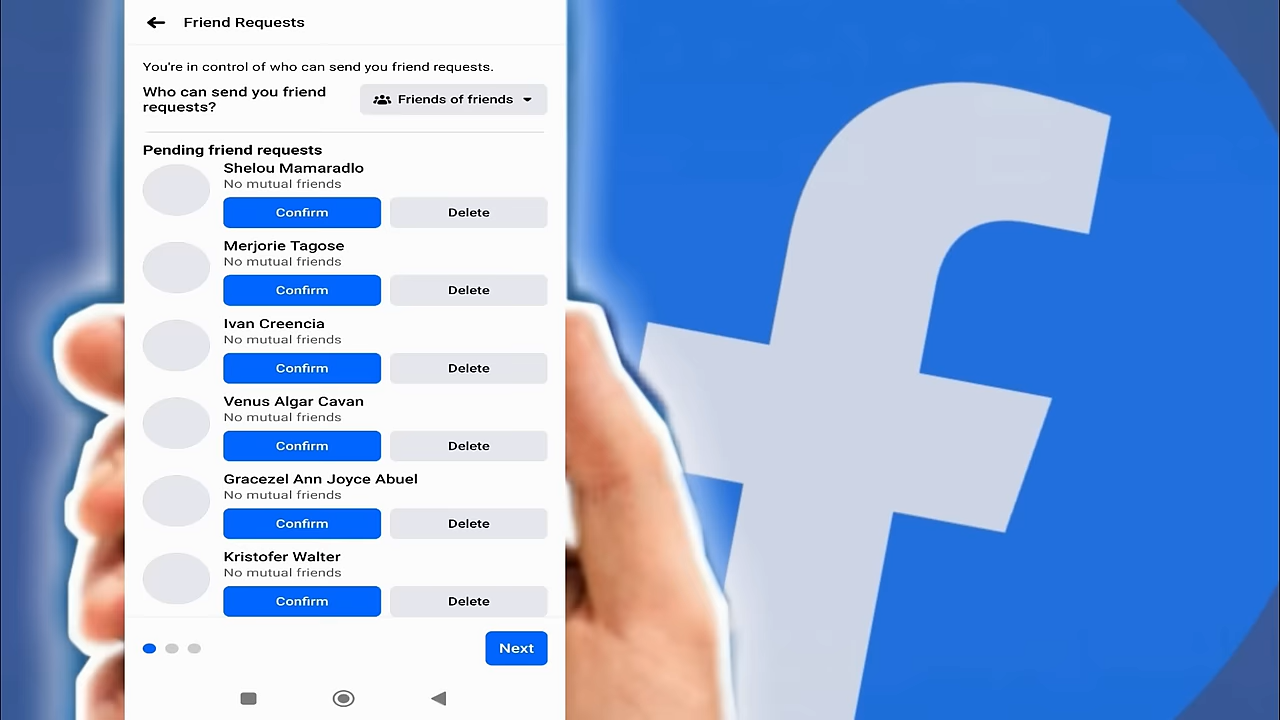 Friend Requests
You're in control of who can send you friend requests.
Who can send you friend
requests?
Friends of friends
Pending friend requests
Shelou Mamaradlo
No mutual friends
Confirm
Delete
Merjorie Tagose
No mutual friends
Confirm
Delete
Ivan Creencia
No mutual friends
Confirm
Delete
Venus Algar Cavan
No mutual friends
Confirm
Delete
Gracezel Ann Joyce Abuel
No mutual friends
Confirm
Delete
Kristofer Walter
No mutual friends
Confirm
Delete
Next